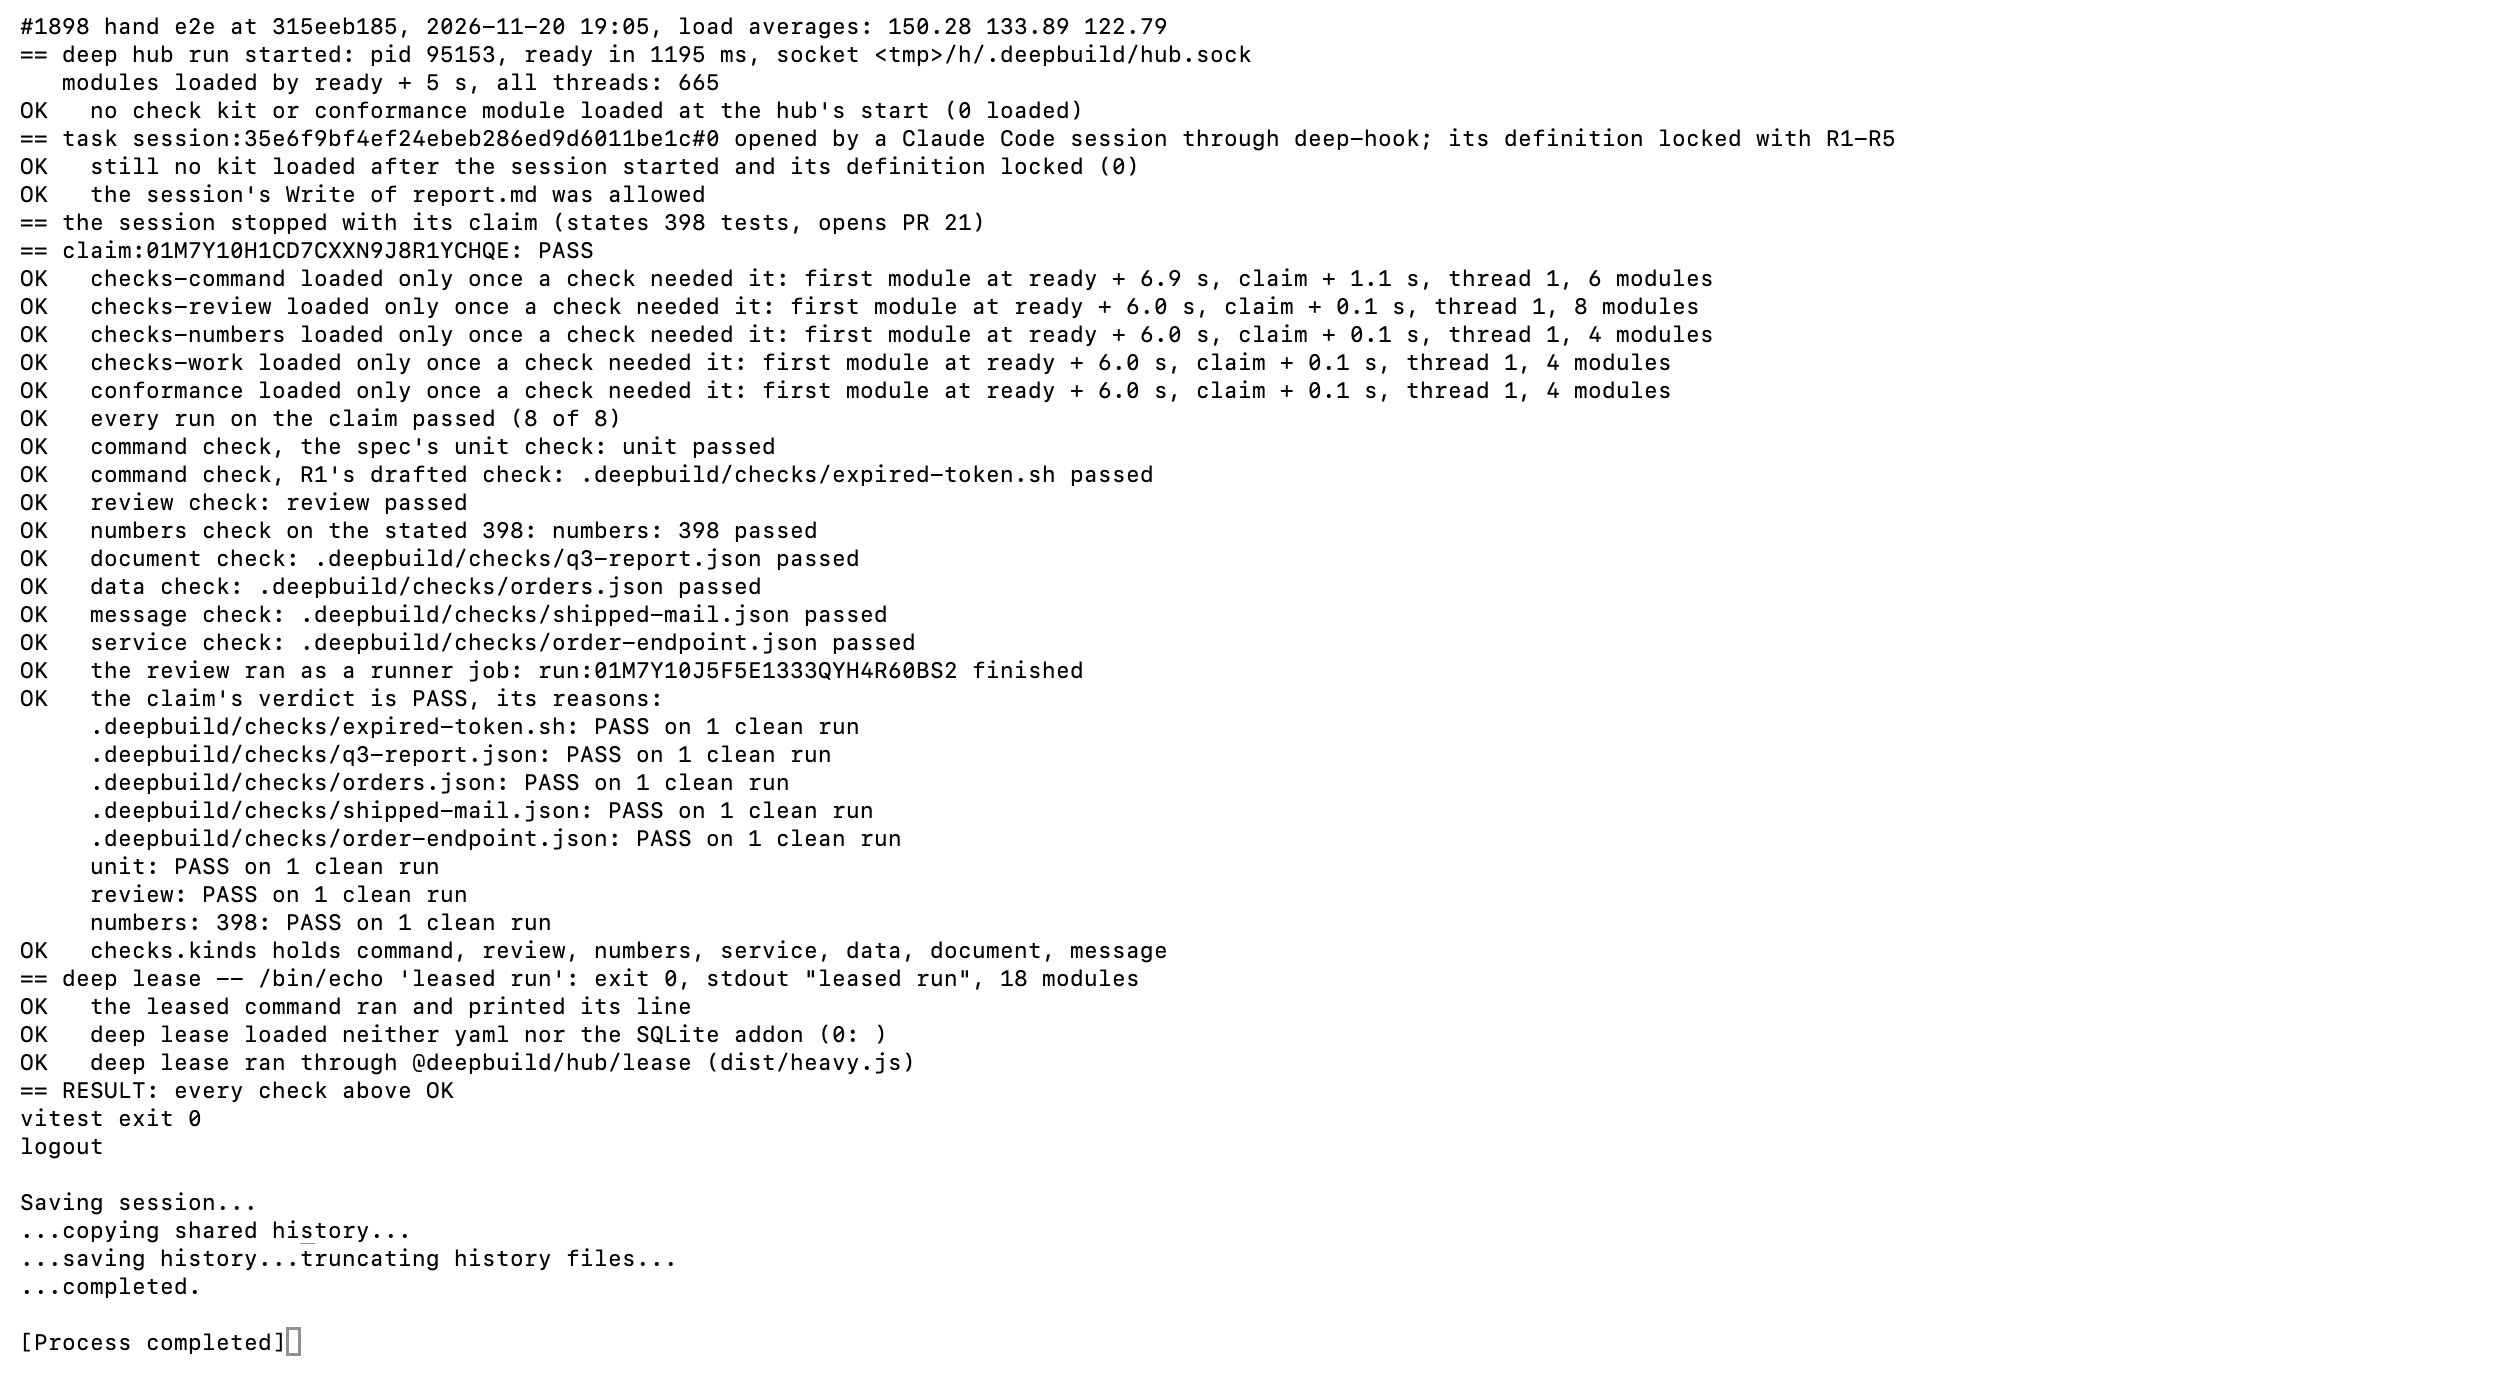 #1898 hand e2e at 315eeb185, 2026-11-20 19:05, load averages: 150.28 133.89 122.79
== deep hub run started: pid 95153, ready in 1195 ms, socket <tmp>/h/.deepbuild/hub.sock
   modules loaded by ready + 5 s, all threads: 665
OK   no check kit or conformance module loaded at the hub's start (0 loaded)
== task session:35e6f9bf4ef24ebeb286ed9d6011be1c#0 opened by a Claude Code session through deep-hook; its definition locked with R1-R5
OK   still no kit loaded after the session started and its definition locked (0)
OK   the session's Write of report.md was allowed
== the session stopped with its claim (states 398 tests, opens PR 21)
== claim:01M7Y10H1CD7CXXN9J8R1YCHQE: PASS
OK   checks-command loaded only once a check needed it: first module at ready + 6.9 s, claim + 1.1 s, thread 1, 6 modules
OK   checks-review loaded only once a check needed it: first module at ready + 6.0 s, claim + 0.1 s, thread 1, 8 modules
OK   checks-numbers loaded only once a check needed it: first module at ready + 6.0 s, claim + 0.1 s, thread 1, 4 modules
OK   checks-work loaded only once a check needed it: first module at ready + 6.0 s, claim + 0.1 s, thread 1, 4 modules
OK   conformance loaded only once a check needed it: first module at ready + 6.0 s, claim + 0.1 s, thread 1, 4 modules
OK   every run on the claim passed (8 of 8)
OK   command check, the spec's unit check: unit passed
OK   command check, R1's drafted check: .deepbuild/checks/expired-token.sh passed
OK   review check: review passed
OK   numbers check on the stated 398: numbers: 398 passed
OK   document check: .deepbuild/checks/q3-report.json passed
OK   data check: .deepbuild/checks/orders.json passed
OK   message check: .deepbuild/checks/shipped-mail.json passed
OK   service check: .deepbuild/checks/order-endpoint.json passed
OK   the review ran as a runner job: run:01M7Y10J5F5E1333QYH4R60BS2 finished
OK   the claim's verdict is PASS, its reasons:
     .deepbuild/checks/expired-token.sh: PASS on 1 clean run
     .deepbuild/checks/q3-report.json: PASS on 1 clean run
     .deepbuild/checks/orders.json: PASS on 1 clean run
     .deepbuild/checks/shipped-mail.json: PASS on 1 clean run
     .deepbuild/checks/order-endpoint.json: PASS on 1 clean run
     unit: PASS on 1 clean run
     review: PASS on 1 clean run
     numbers: 398: PASS on 1 clean run
OK   checks.kinds holds command, review, numbers, service, data, document, message
== deep lease -- /bin/echo 'leased run': exit 0, stdout "leased run", 18 modules
OK   the leased command ran and printed its line
OK   deep lease loaded neither yaml nor the SQLite addon (0: )
OK   deep lease ran through @deepbuild/hub/lease (dist/heavy.js)
== RESULT: every check above OK
vitest exit 0
logout

Saving session...
...copying shared history...
...saving history...truncating history files...
...completed.

[Process completed]